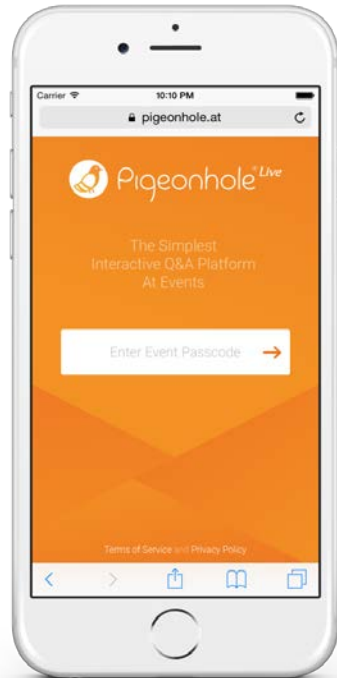 Carrier 10:10 PM
pigeonhole.at
Pigeonhole Live
The Simplest
Interactive Q&A Platform
At Events
Enter Event Passcode
Terms of Service and Privacy Policy